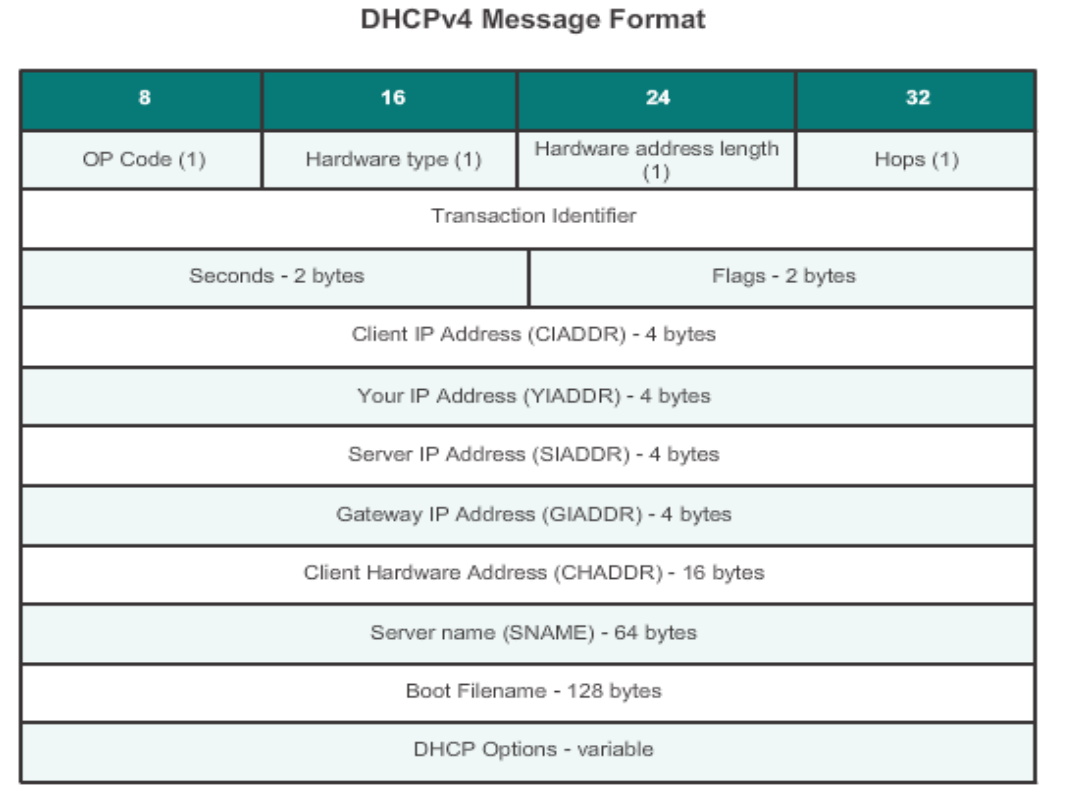 DHCPv4 Message Format
8 16 24 32
OP Code (1) Hardware type (1) Hardware address length (1) Hops (1)
Transaction Identifier
Seconds - 2 bytes Flags - 2 bytes
Client IP Address (CIADDR) - 4 bytes
Your IP Address (YIADDR) - 4 bytes
Server IP Address (SIADDR) - 4 bytes
Gateway IP Address (GIADDR) - 4 bytes
Client Hardware Address (CHADDR) - 16 bytes
Server name (SNAME) - 64 bytes
Boot Filename - 128 bytes
DHCP Options - variable